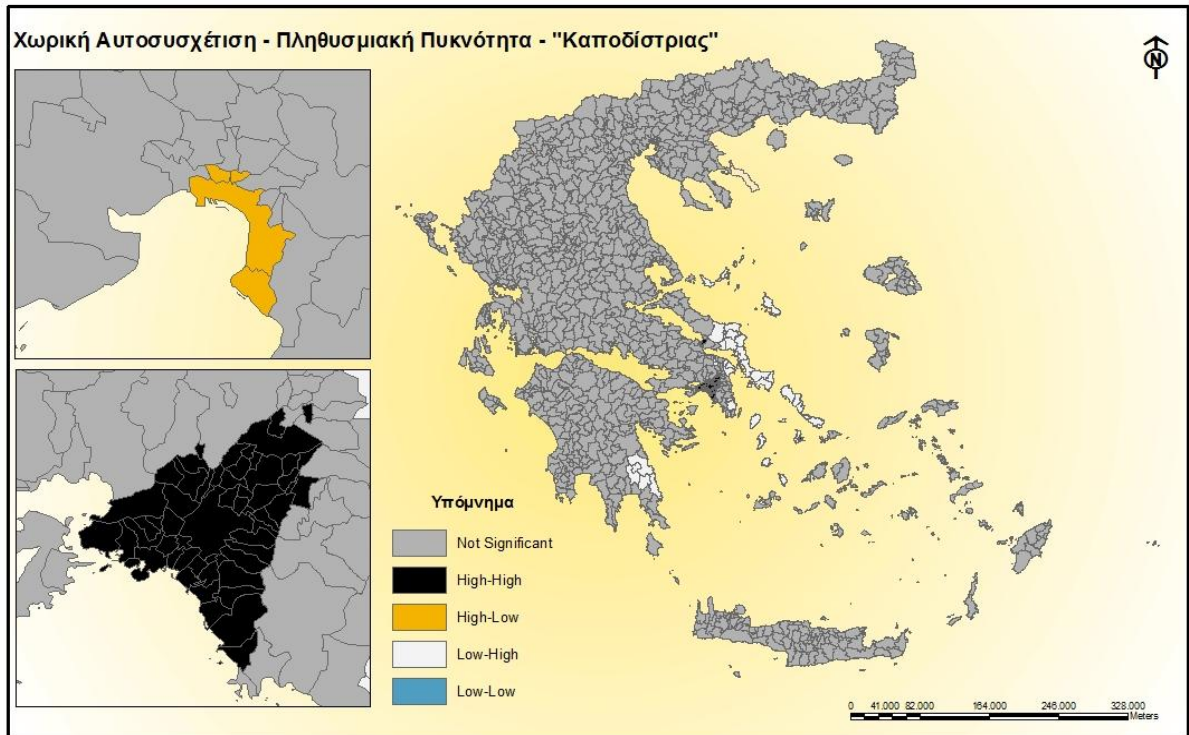 Χωρική Αυτοσυσχέτιση - Πληθυσμιακή Πυκνότητα - "Καποδίστριας"
N
Υπόμνημα
Not Significant
High-High
High-Low
Low-High
Low-Low
0 41.000 82.000 164.000 246.000 328.000
Meters